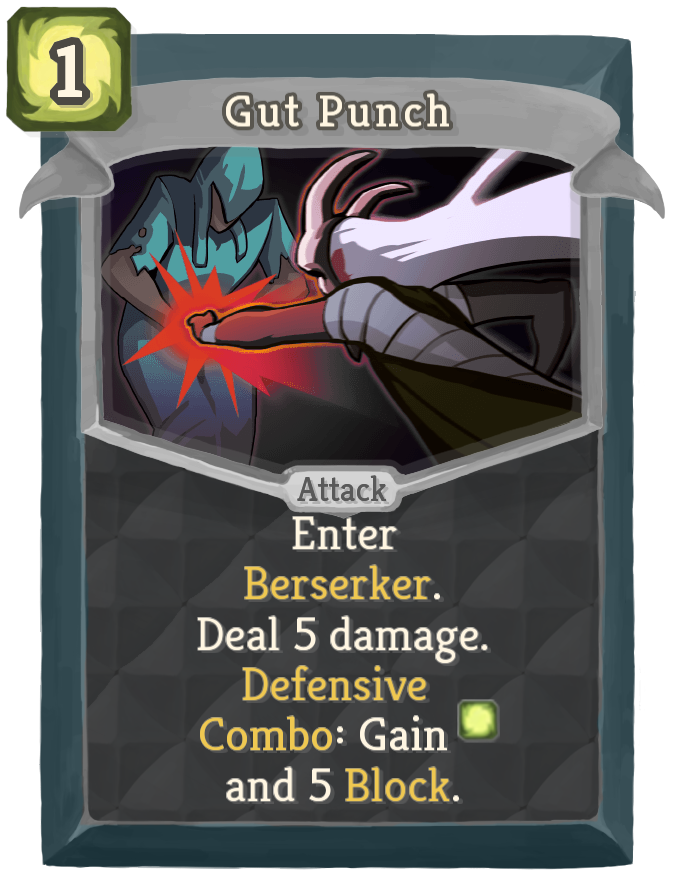 1
Gut Punch
Attack
Enter
Berserker.
Deal 5 damage.
Defensive
Combo: Gain
and 5 Block.